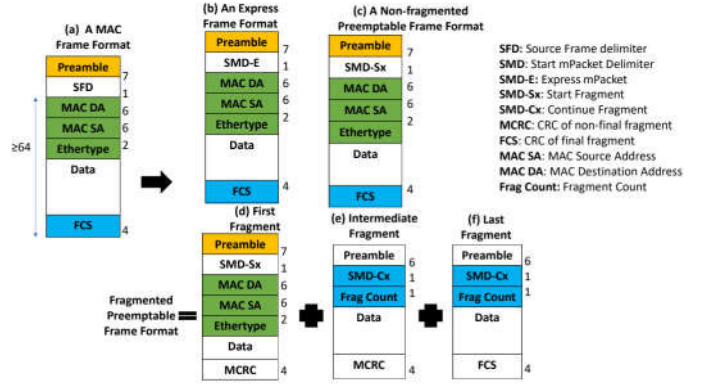 (a) A MAC
Frame Format
Preamble
7
SFD
1
MAC DA
6
MAC SA
6
Ethertype
2
Data
≥64
FCS
4
(b) An Express
Frame Format
Preamble
7
SMD-E
1
MAC DA
6
MAC SA
6
Ethertype
2
Data
FCS
4
(c) A Non-fragmented
Preemptable Frame Format
Preamble
7
SMD-Sx
1
MAC DA
6
MAC SA
6
Ethertype
2
Data
FCS
4
SFD: Source Frame delimiter
SMD: Start mPacket Delimiter
SMD-E: Express mPacket
SMD-Sx: Start Fragment
SMD-Cx: Continue Fragment
MCRC: CRC of non-final fragment
FCS: CRC of final fragment
MAC SA: MAC Source Address
MAC DA: MAC Destination Address
Frag Count: Fragment Count
Fragmented
Preemptable
Frame Format
(d) First
Fragment
Preamble
7
SMD-Sx
1
MAC DA
6
MAC SA
6
Ethertype
2
Data
MCRC
4
(e) Intermediate
Fragment
Preamble
6
SMD-Cx
1
Frag Count
1
Data
MCRC
4
(f) Last
Fragment
Preamble
6
SMD-Cx
1
Frag Count
1
Data
FCS
4